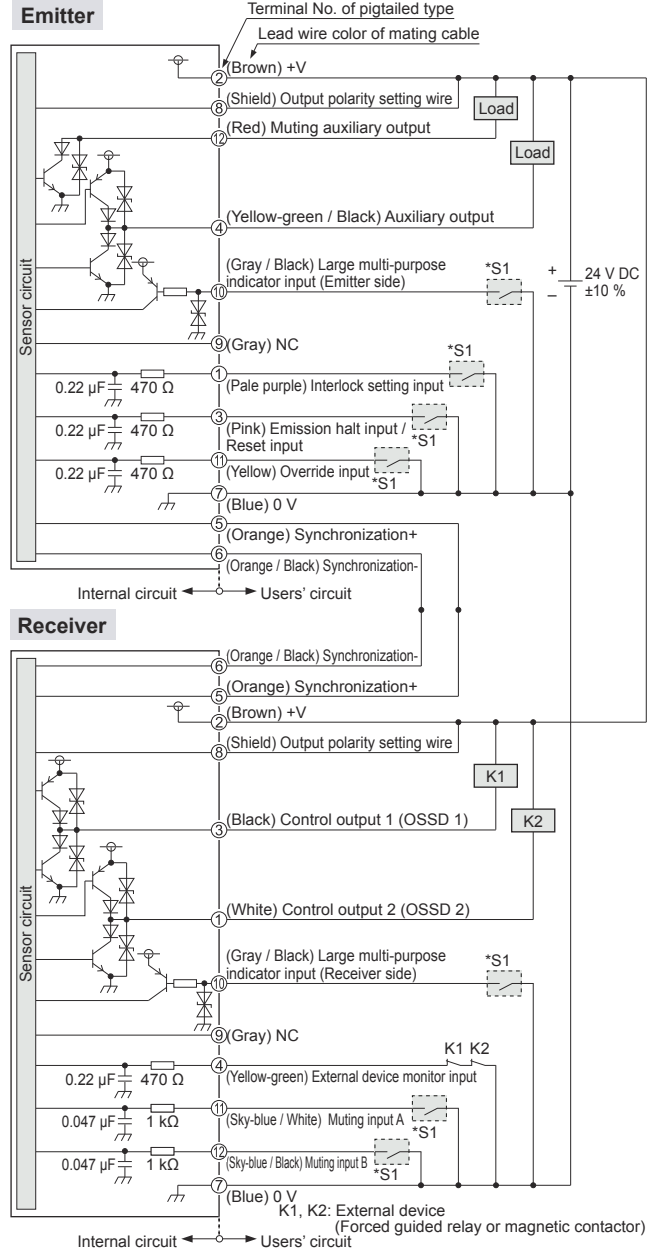 Emitter
Terminal No. of pigtailed type
Lead wire color of mating cable
② (Brown) +V
⑧ (Shield) Output polarity setting wire
Load
⑫ (Red) Muting auxiliary output
Load
④ (Yellow-green / Black) Auxiliary output
(Gray / Black) Large multi-purpose
⑩ indicator input (Emitter side)
*S1
+
–
24 V DC
±10 %
Sensor circuit
⑨ (Gray) NC
*S1
①
0.22 µF 470 Ω
(Pale purple) Interlock setting input
③
0.22 µF 470 Ω
(Pink) Emission halt input /
Reset input
*S1
⑪
0.22 µF 470 Ω
(Yellow) Override input
*S1
⑦
(Blue) 0 V
⑤
(Orange) Synchronization+
⑥
(Orange / Black) Synchronization-
Internal circuit
Users' circuit
Receiver
⑥ (Orange / Black) Synchronization-
⑤ (Orange) Synchronization+
② (Brown) +V
⑧ (Shield) Output polarity setting wire
K1
③ (Black) Control output 1 (OSSD 1)
K2
① (White) Control output 2 (OSSD 2)
Sensor circuit
(Gray / Black) Large multi-purpose
⑩ indicator input (Receiver side)
*S1
⑨ (Gray) NC
K1 K2
④
0.22 µF 470 Ω
(Yellow-green) External device monitor input
⑪
0.047 µF 1 kΩ
(Sky-blue / White) Muting input A
*S1
⑫
0.047 µF 1 kΩ
(Sky-blue / Black) Muting input B
*S1
⑦
(Blue) 0 V
K1, K2: External device
(Forced guided relay or magnetic contactor)
Internal circuit
Users' circuit